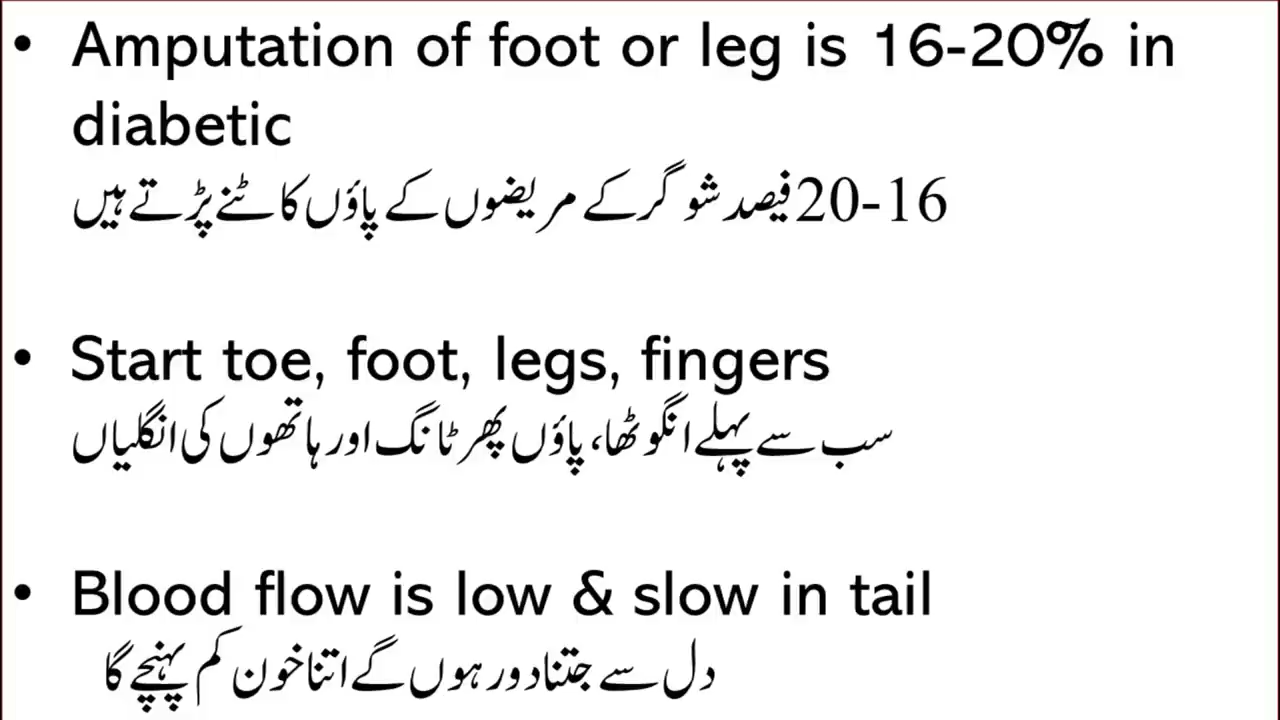 • Amputation of foot or leg is 16-20% in
diabetic
20-16 فیصد شوگر کے مریضوں کے پاؤں کاٹنے پڑتے ہیں
• Start toe, foot, legs, fingers
سب سے پہلے انگوٹھا، پاؤں پھر ٹانگ اور ہاتھوں کی انگلیاں
• Blood flow is low & slow in tail
دل سے جتنا دور ہوں گے اتنا خون کم پہنچے گا